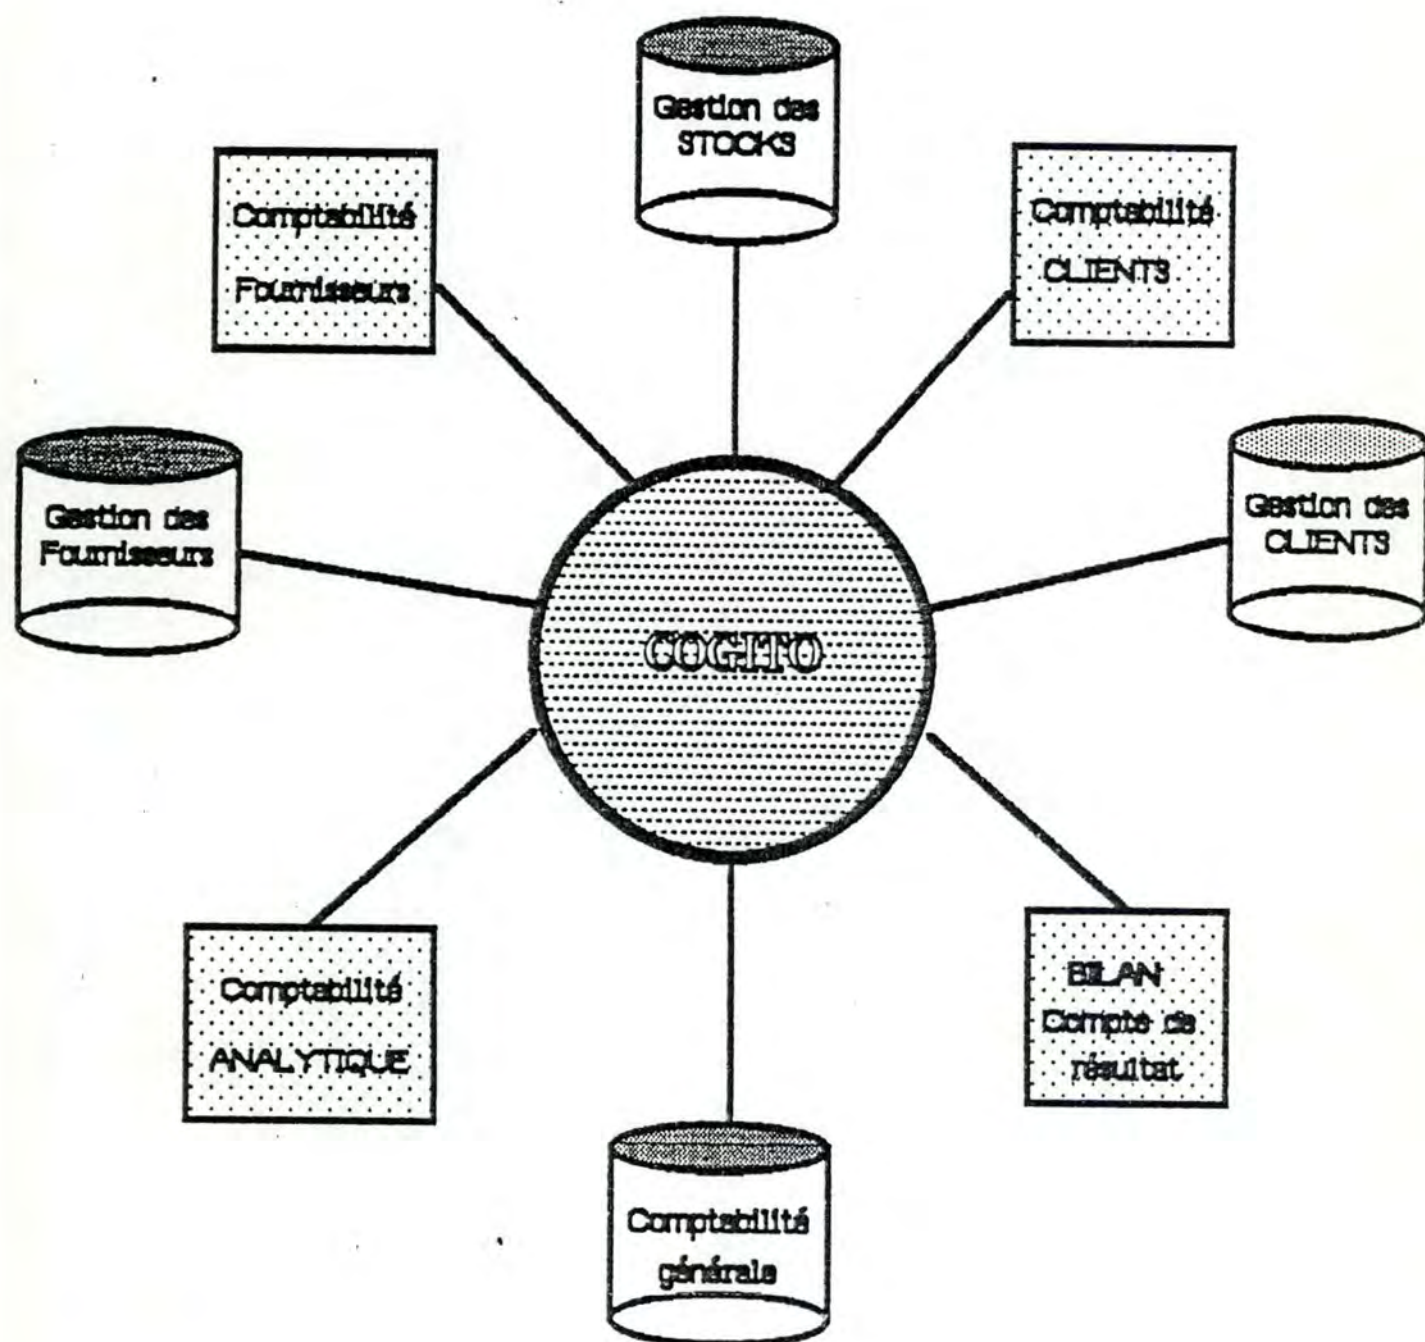 Gestion des
STOCKS
Comptabilité
Fournisseurs
Comptabilité
CLIENTS
Gestion des
Fournisseurs
Gestion des
CLIENTS
COGITO
Comptabilité
ANALYTIQUE
BILAN
Compte de
résultat
Comptabilité
générale